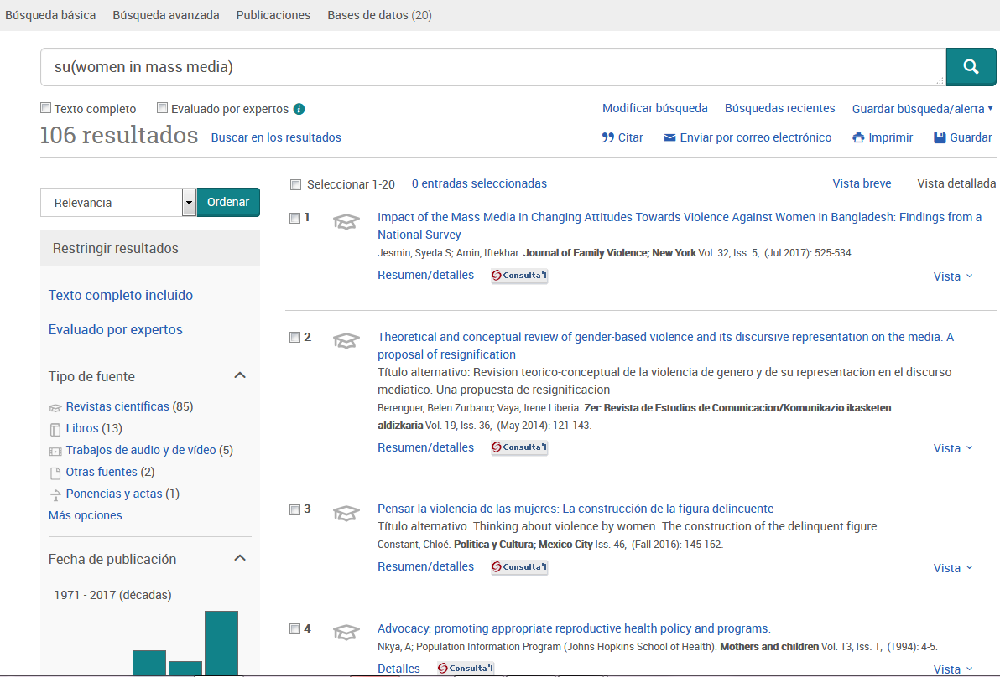 Búsqueda básica Búsqueda avanzada Publicaciones Bases de datos (20)
su(women in mass media)
Texto completo Evaluado por expertos i
Modificar búsqueda Búsquedas recientes Guardar búsqueda/alerta
106 resultados Buscar en los resultados
Citar Enviar por correo electrónico Imprimir Guardar
Relevancia Ordenar
Restringir resultados
Texto completo incluido
Evaluado por expertos
Tipo de fuente
Revistas científicas (85)
Libros (13)
Trabajos de audio y de vídeo (5)
Otras fuentes (2)
Ponencias y actas (1)
Más opciones...
Fecha de publicación
1971 - 2017 (décadas)
Seleccionar 1-20 0 entradas seleccionadas Vista breve Vista detallada
1 Impact of the Mass Media in Changing Attitudes Towards Violence Against Women in Bangladesh: Findings from a
National Survey
Jesmin, Syeda S; Amin, Iftekhar. Journal of Family Violence; New York Vol. 32, Iss. 5, (Jul 2017): 525-534.
Resumen/detalles Consulta'l Vista
2 Theoretical and conceptual review of gender-based violence and its discursive representation on the media. A
proposal of resignification
Título alternativo: Revision teorico-conceptual de la violencia de genero y de su representacion en el discurso
mediatico. Una propuesta de resignificacion
Berenguer, Belen Zurbano; Vaya, Irene Liberia. Zer: Revista de Estudios de Comunicacion/Komunikazio ikasketen
aldizkaria Vol. 19, Iss. 36, (May 2014): 121-143.
Resumen/detalles Consulta'l Vista
3 Pensar la violencia de las mujeres: La construcción de la figura delincuente
Título alternativo: Thinking about violence by women. The construction of the delinquent figure
Constant, Chloé. Politica y Cultura; Mexico City Iss. 46, (Fall 2016): 145-162.
Resumen/detalles Consulta'l Vista
4 Advocacy: promoting appropriate reproductive health policy and programs.
Nkya, A; Population Information Program (Johns Hopkins School of Health). Mothers and children Vol. 13, Iss. 1, (1994): 4-5.
Detalles Consulta'l Vista